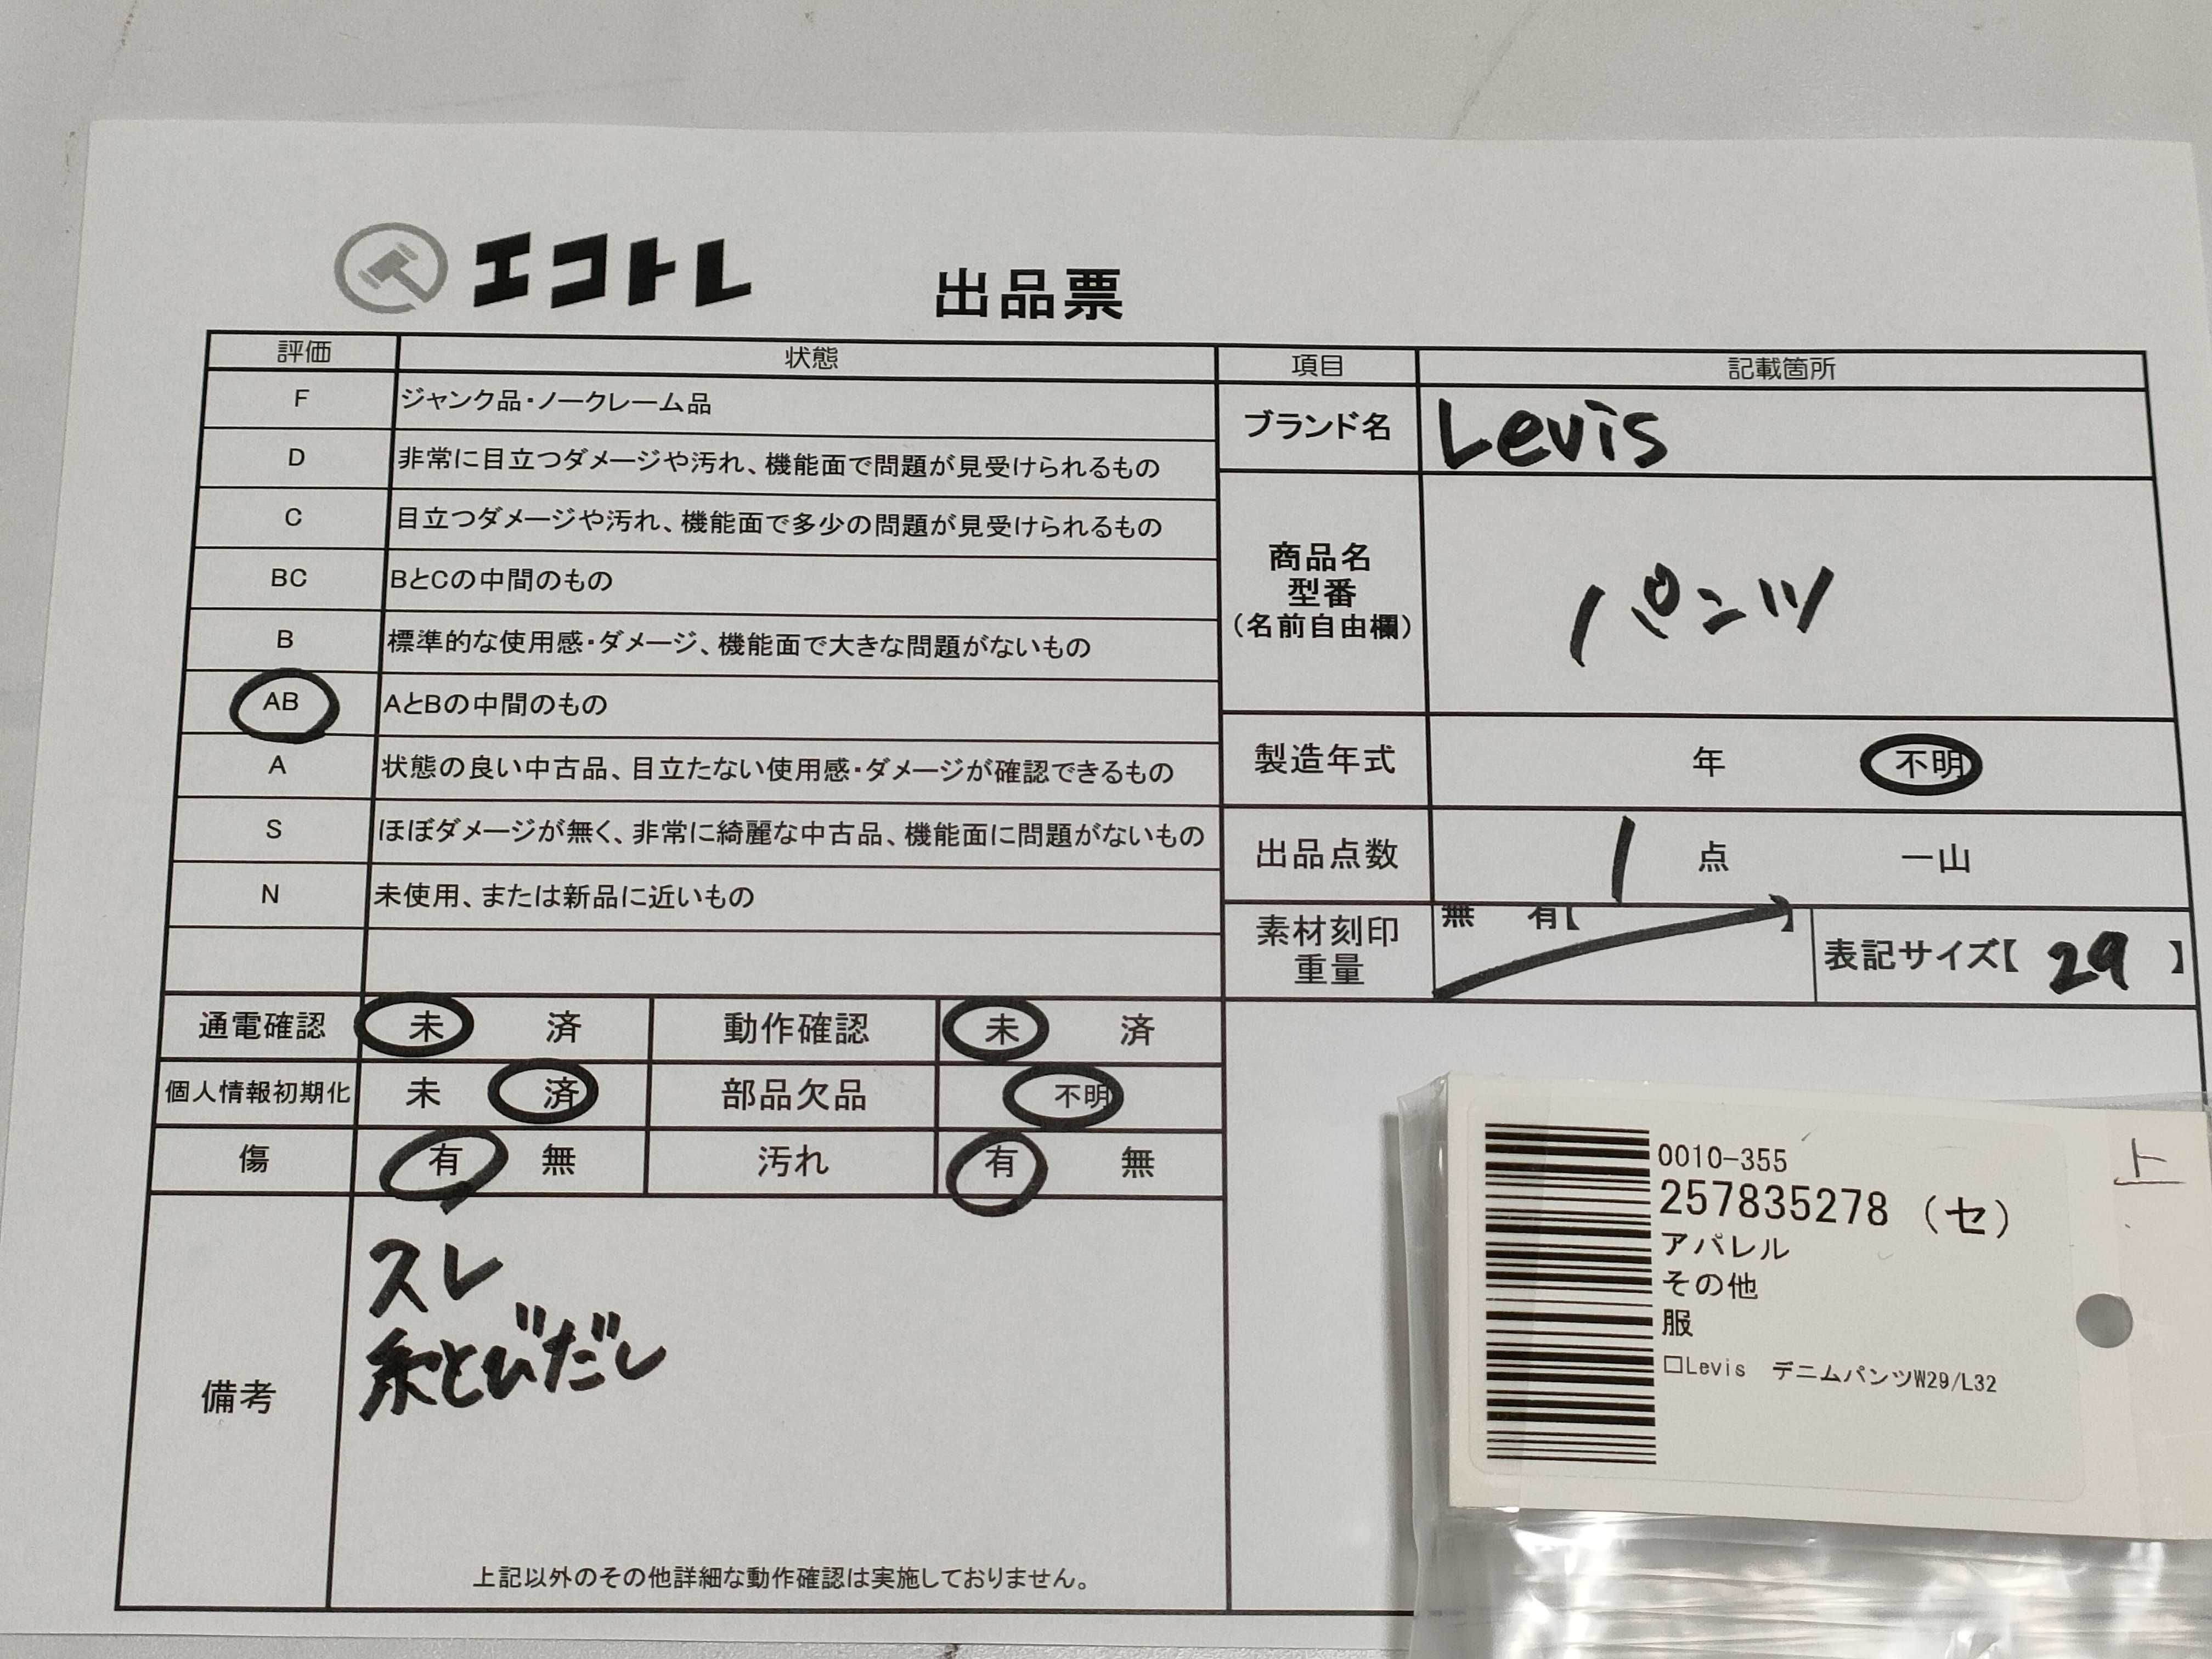 エコトレ 出品票
評価 状態
F ジャンク品・ノークレーム品
D 非常に目立つダメージや汚れ、機能面で問題が見受けられるもの
C 目立つダメージや汚れ、機能面で多少の問題が見受けられるもの
BC BとCの中間のもの
B 標準的な使用感・ダメージ、機能面で大きな問題がないもの
AB AとBの中間のもの
A 状態の良い中古品、目立たない使用感・ダメージが確認できるもの
S ほぼダメージが無く、非常に綺麗な中古品、機能面に問題がないもの
N 未使用、または新品に近いもの
通電確認 未 済 動作確認 未 済
個人情報初期化 未 済 部品欠品 不明
傷 有 無 汚れ 有 無
備考
スレ
糸とびだし
上記以外のその他詳細な動作確認は実施しておりません。
項目 記載箇所
ブランド名 Levis
商品名
型番
(名前自由欄)
パンツ
製造年式 年 不明
出品点数 1 点 一山
素材刻印
重量
無 有【 】
表記サイズ【 29 】
0010-355
257835278 (セ)
アパレル
その他
服
□Levis デニムパンツW29/L32
上